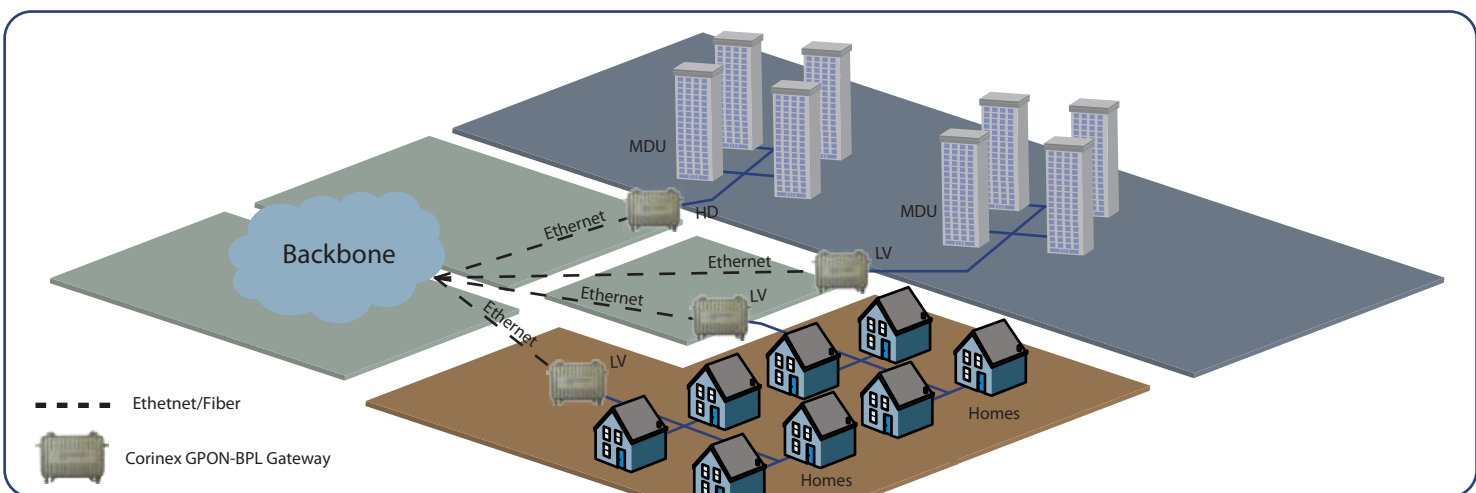 MDU
MDU
HD
Ethernet
Backbone
Ethernet
LV
Ethernet
LV
Ethernet
LV
Ethetnet/Fiber
Homes
Corinex GPON-BPL Gateway
Homes